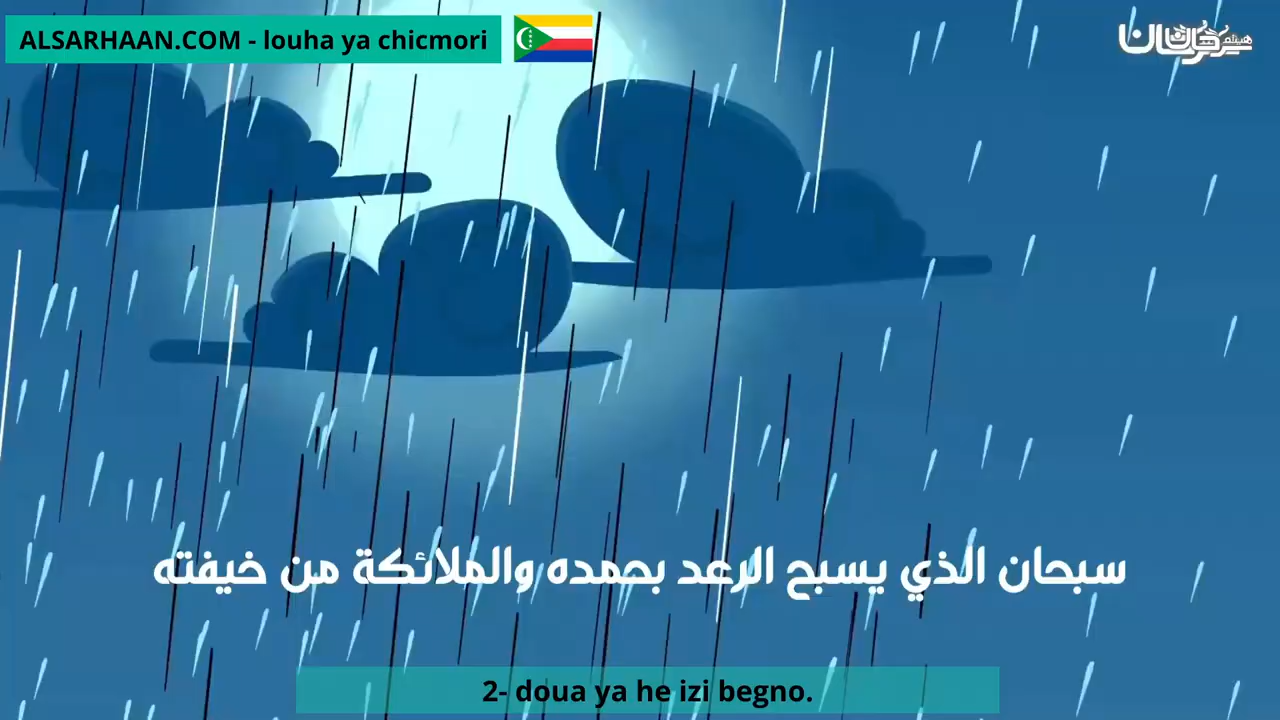 ALSARHAAN.COM - louha ya chicmori
سبحان الذي يسبح الرعد بحمده والملائكة من خيفته
2- doua ya he izi begno.